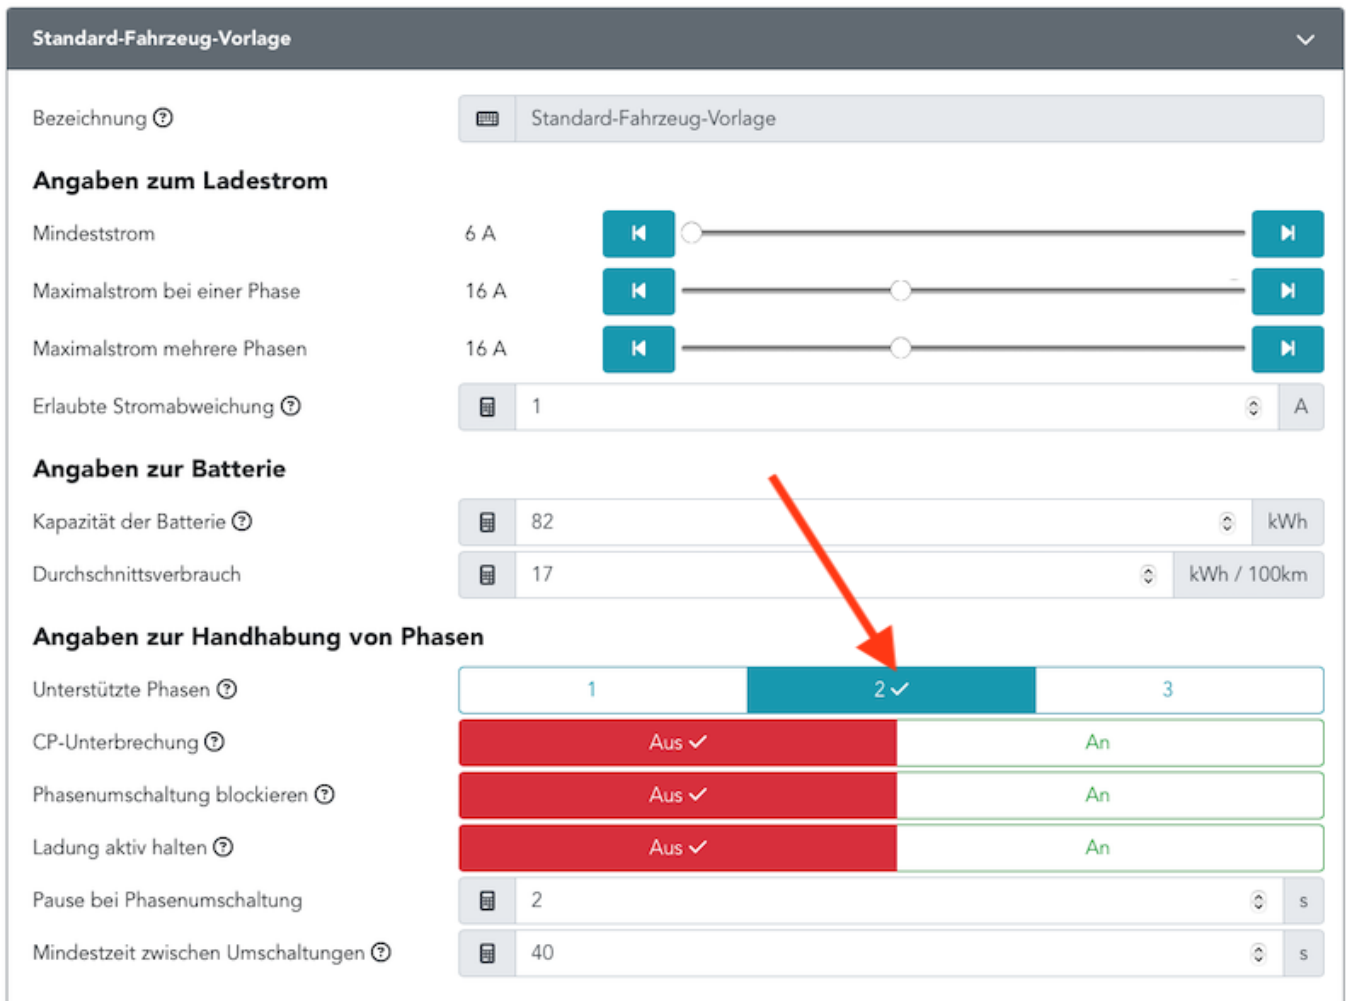 Standard-Fahrzeug-Vorlage
Bezeichnung Standard-Fahrzeug-Vorlage
Angaben zum Ladestrom
Mindeststrom 6 A
Maximalstrom bei einer Phase 16 A
Maximalstrom mehrere Phasen 16 A
Erlaubte Stromabweichung 1 A
Angaben zur Batterie
Kapazität der Batterie 82 kWh
Durchschnittsverbrauch 17 kWh / 100km
Angaben zur Handhabung von Phasen
Unterstützte Phasen 1 2 3
CP-Unterbrechung Aus An
Phasenumschaltung blockieren Aus An
Ladung aktiv halten Aus An
Pause bei Phasenumschaltung 2 s
Mindestzeit zwischen Umschaltungen 40 s